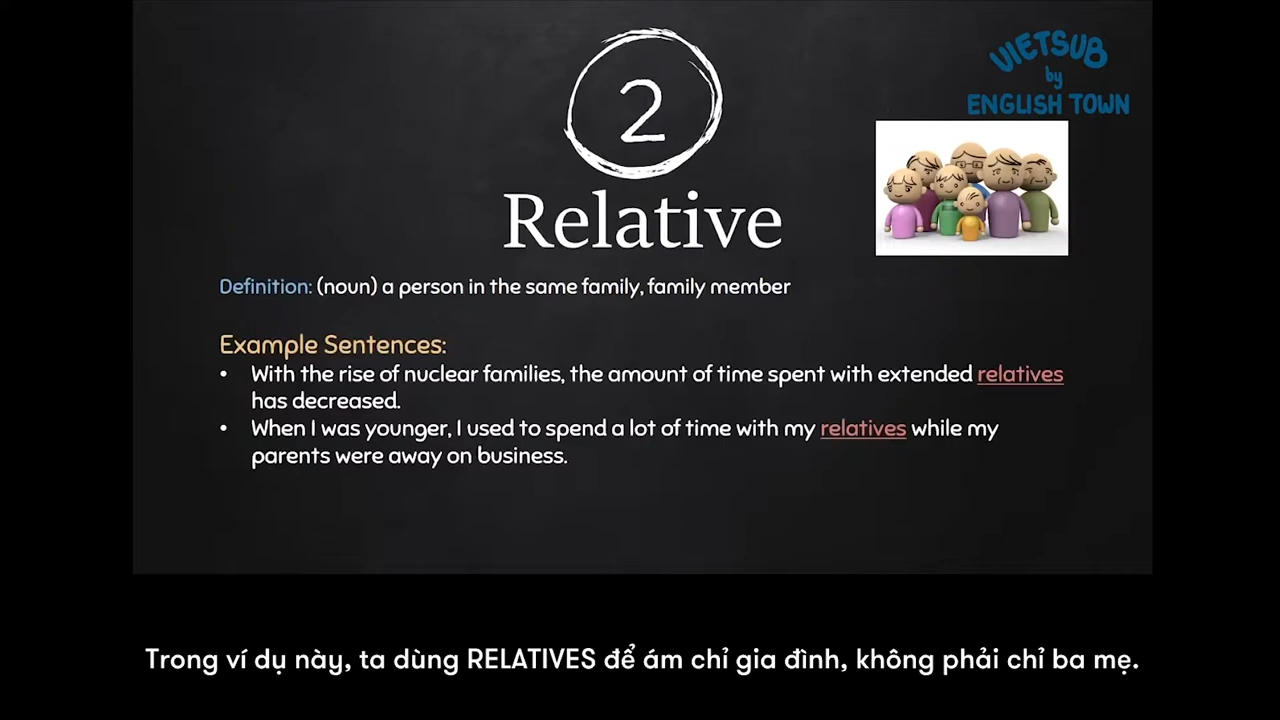 VIETSUB
by
ENGLISH TOWN
2
Relative
Definition: (noun) a person in the same family, family member
Example Sentences:
• With the rise of nuclear families, the amount of time spent with extended relatives
has decreased.
• When I was younger, I used to spend a lot of time with my relatives while my
parents were away on business.
Trong ví dụ này, ta dùng RELATIVES để ám chỉ gia đình, không phải chỉ ba mẹ.